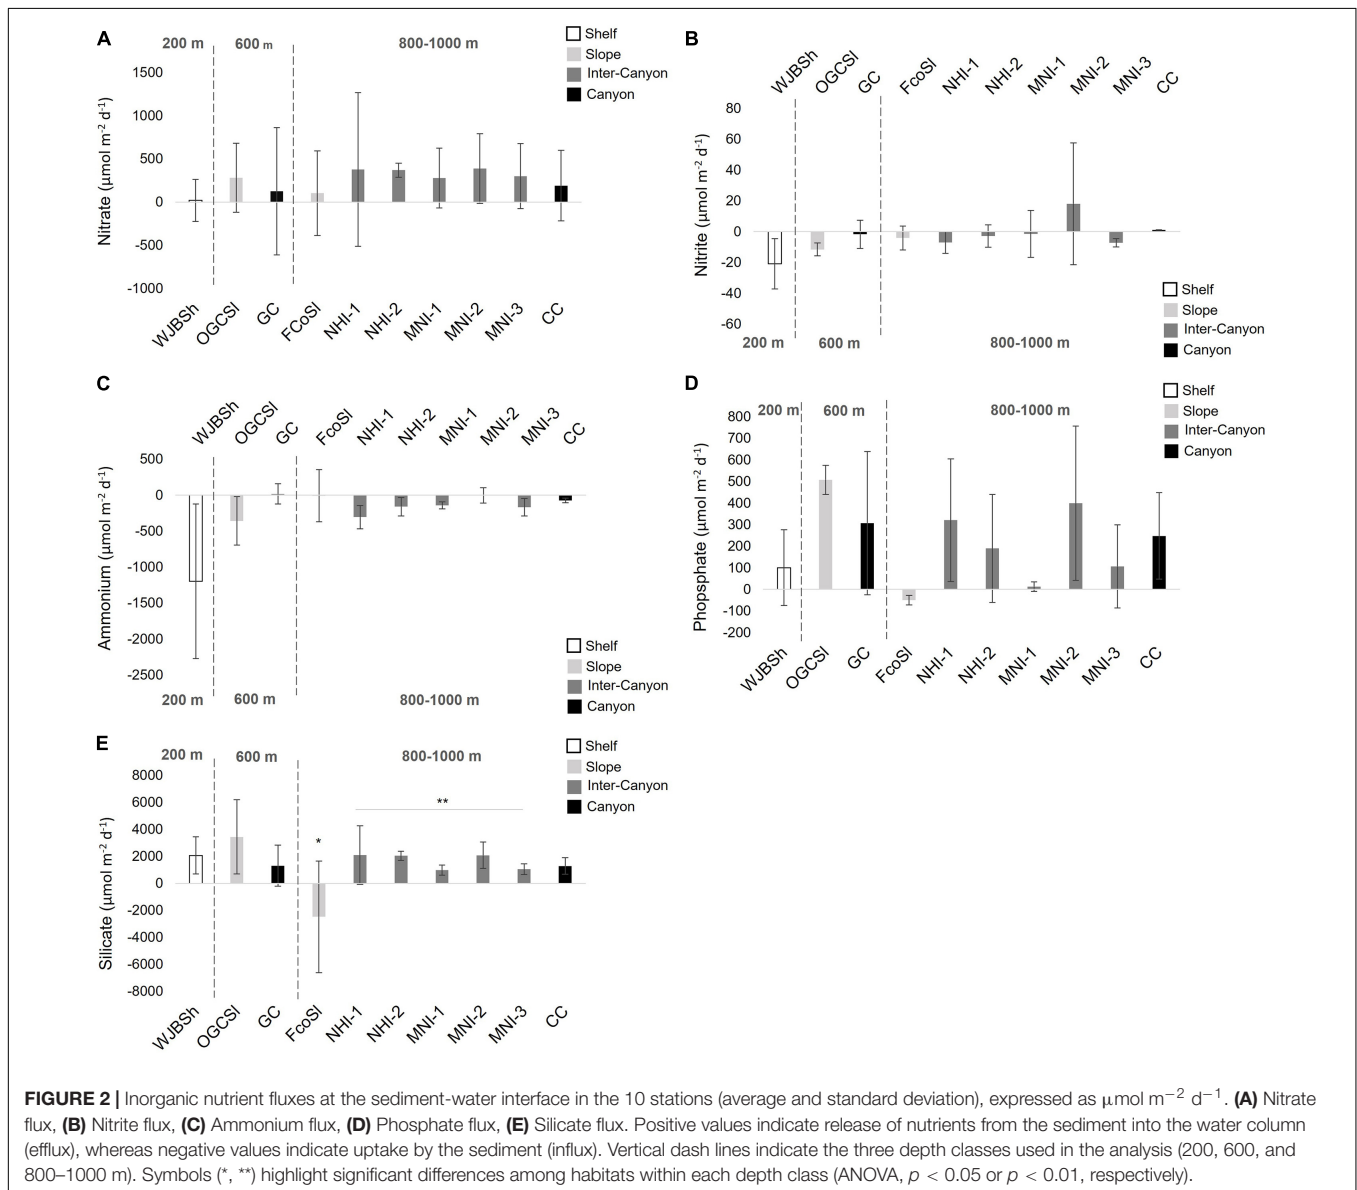 A
200 m
600 m
800-1000 m
Shelf
Slope
Inter-Canyon
Canyon
Nitrate (µmol m-2 d-1)
1500
1000
500
0
-500
-1000
WJBSh
OGCSl
GC
FCoSl
NHI-1
NHI-2
MNI-1
MNI-2
MNI-3
CC
B
WJBSh
OGCSl
GC
FcoSl
NHI-1
NHI-2
MNI-1
MNI-2
MNI-3
CC
Nitrite (µmol m-2 d-1)
80
60
40
20
0
-20
-40
-60
200 m
600 m
800-1000 m
Shelf
Slope
Inter-Canyon
Canyon
C
WJBSh
OGCSl
GC
FcoSl
NHI-1
NHI-2
MNI-1
MNI-2
MNI-3
CC
Ammonium (µmol m-2 d-1)
500
0
-500
-1000
-1500
-2000
-2500
200 m
600 m
800-1000 m
Shelf
Slope
Inter-Canyon
Canyon
D
200 m
600 m
800-1000 m
Shelf
Slope
Inter-Canyon
Canyon
Phopsphate (µmol m-2 d-1)
800
700
600
500
400
300
200
100
0
-100
-200
WJBSh
OGCSl
GC
FcoSl
NHI-1
NHI-2
MNI-1
MNI-2
MNI-3
CC
E
200 m
600 m
800-1000 m
Shelf
Slope
Inter-Canyon
Canyon
Silicate (µmol m-2 d-1)
8000
6000
4000
2000
0
-2000
-4000
-6000
-8000
*
**
WJBSh
OGCSl
GC
FcoSl
NHI-1
NHI-2
MNI-1
MNI-2
MNI-3
CC
FIGURE 2 | Inorganic nutrient fluxes at the sediment-water interface in the 10 stations (average and standard deviation), expressed as µmol m−2 d−1. (A) Nitrate
flux, (B) Nitrite flux, (C) Ammonium flux, (D) Phosphate flux, (E) Silicate flux. Positive values indicate release of nutrients from the sediment into the water column
(efflux), whereas negative values indicate uptake by the sediment (influx). Vertical dash lines indicate the three depth classes used in the analysis (200, 600, and
800–1000 m). Symbols (*, **) highlight significant differences among habitats within each depth class (ANOVA, p < 0.05 or p < 0.01, respectively).